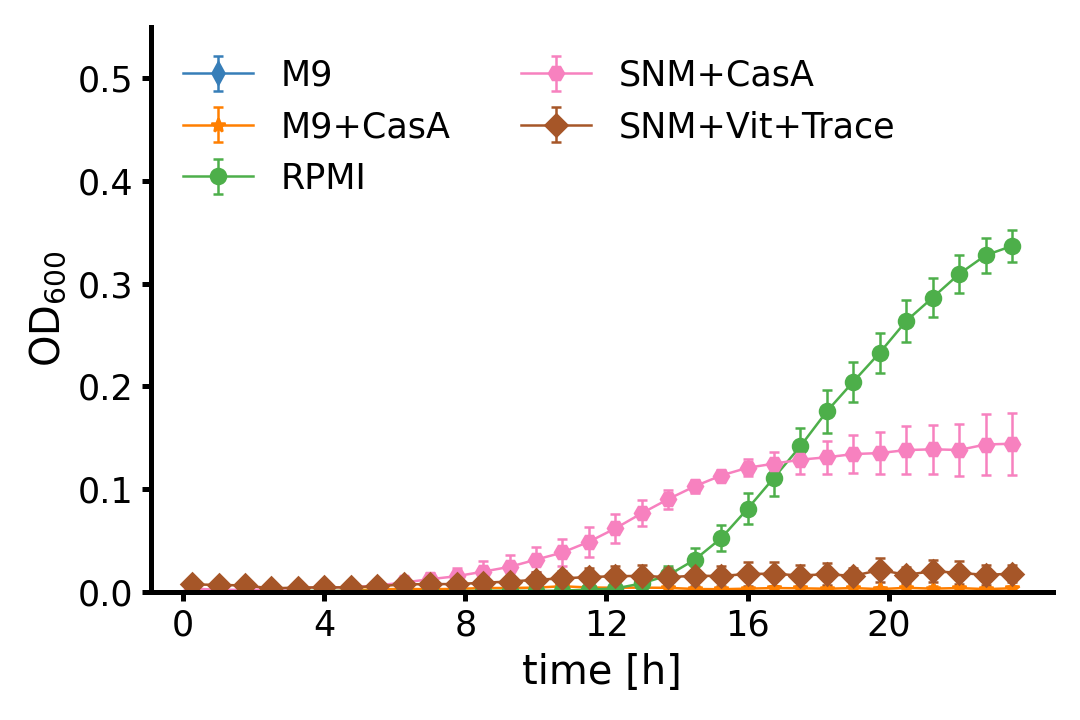 M9
M9+CasA
RPMI
SNM+CasA
SNM+Vit+Trace
OD₆₀₀
0.5
0.4
0.3
0.2
0.1
0.0
0 4 8 12 16 20
time [h]